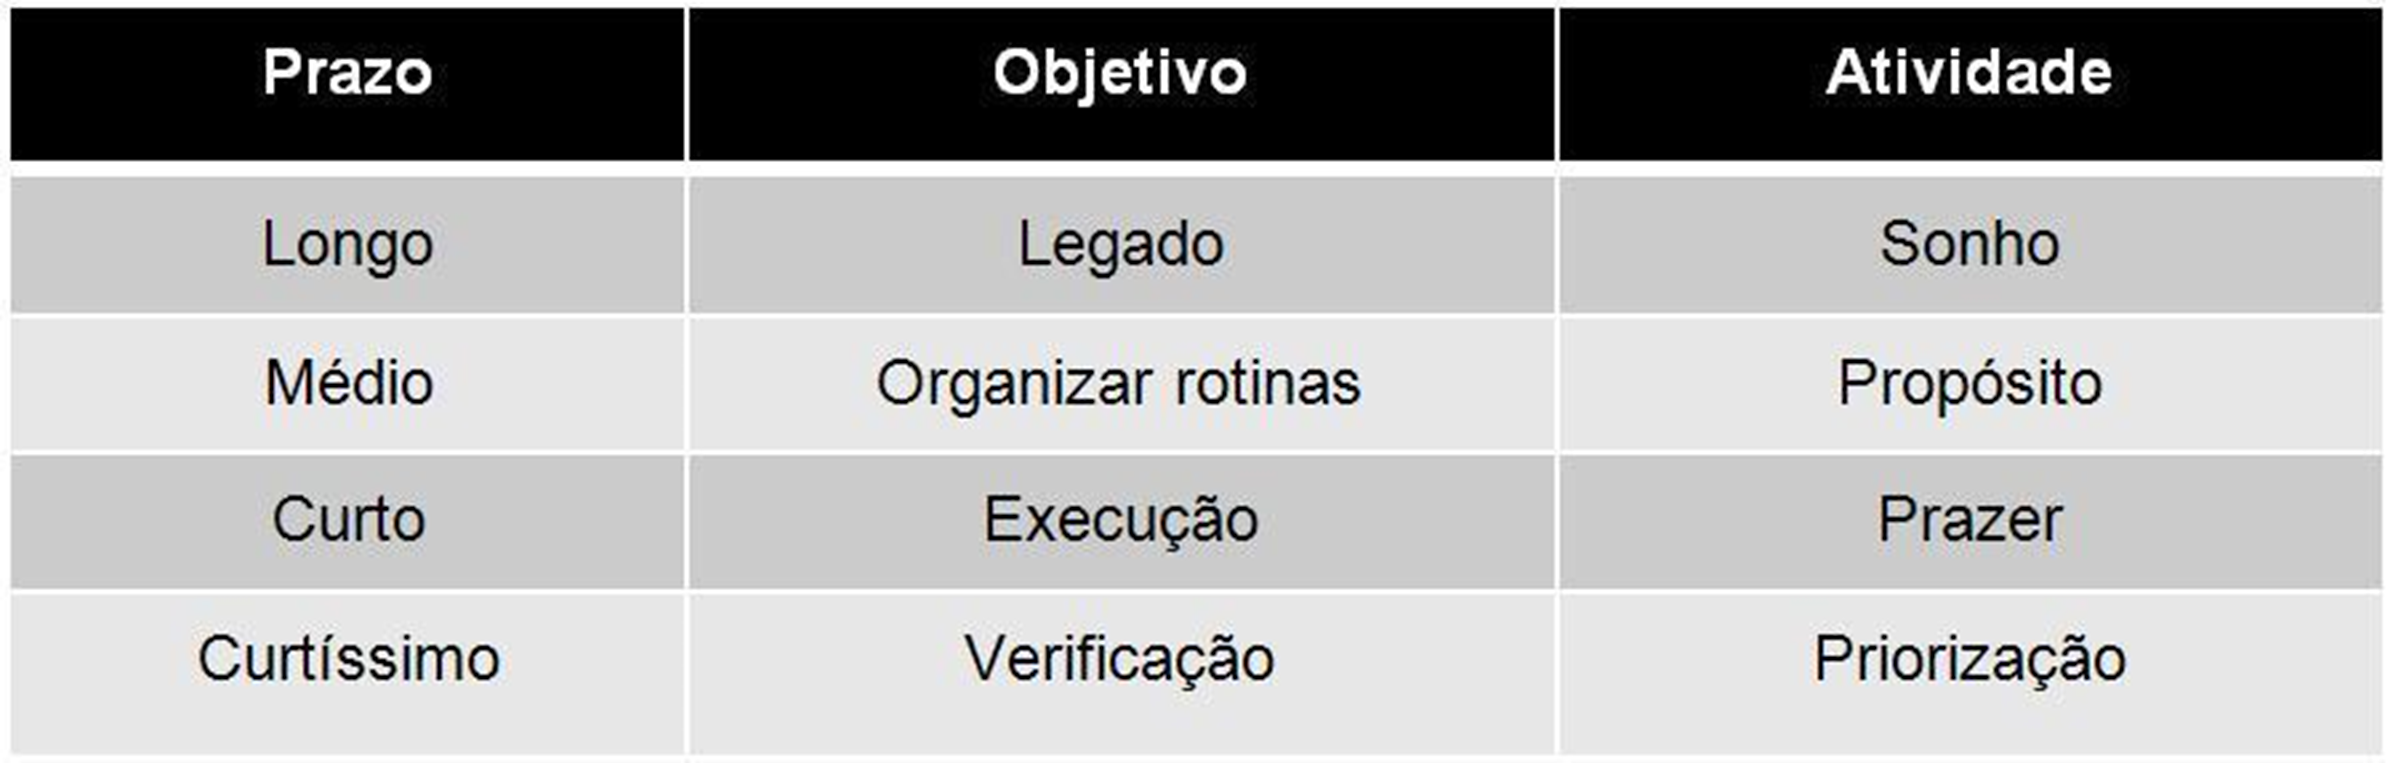 Prazo Objetivo Atividade
Longo Legado Sonho
Médio Organizar rotinas Propósito
Curto Execução Prazer
Curtíssimo Verificação Priorização